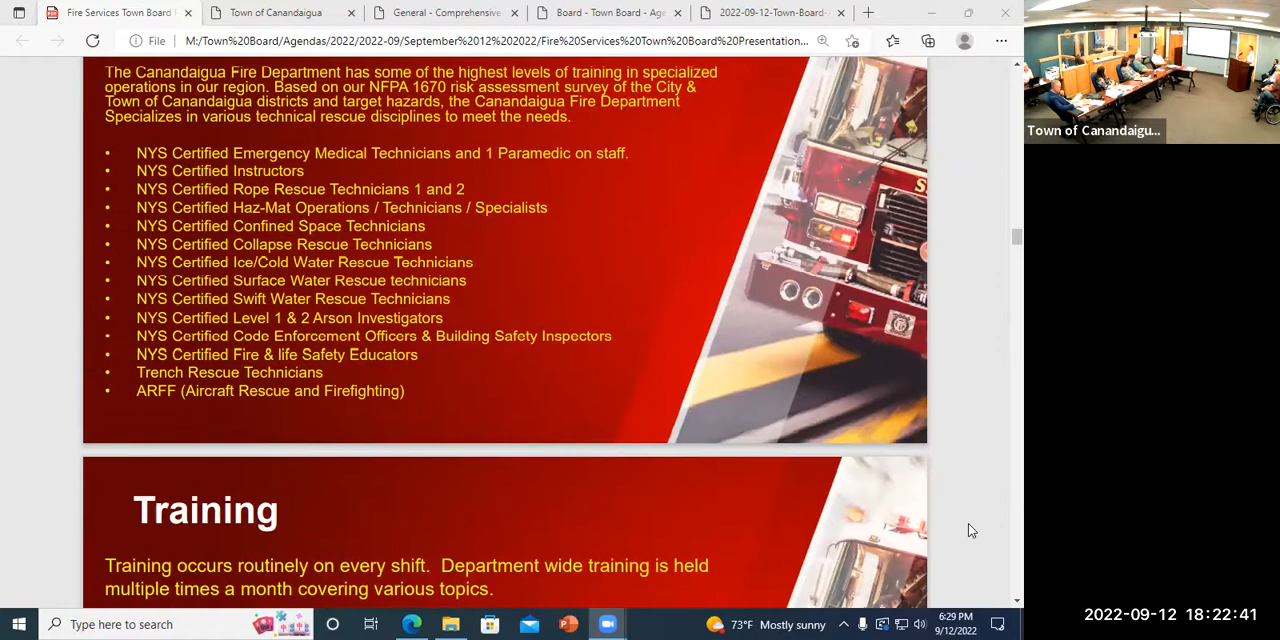 Fire Services Town Board
Town of Canandaigua
General - Comprehensive
Board - Town Board - Age
2022-09-12-Town-Board-
File
M:/Town%20Board/Agendas/2022/2022-09/September%2012%202022/Fire%20Services%20Town%20Board%20Presentation...
The Canandaigua Fire Department has some of the highest levels of training in specialized
operations in our region. Based on our NFPA 1670 risk assessment survey of the City &
Town of Canandaigua districts and target hazards, the Canandaigua Fire Department
Specializes in various technical rescue disciplines to meet the needs.
• NYS Certified Emergency Medical Technicians and 1 Paramedic on staff.
• NYS Certified Instructors
• NYS Certified Rope Rescue Technicians 1 and 2
• NYS Certified Haz-Mat Operations / Technicians / Specialists
• NYS Certified Confined Space Technicians
• NYS Certified Collapse Rescue Technicians
• NYS Certified Ice/Cold Water Rescue Technicians
• NYS Certified Surface Water Rescue technicians
• NYS Certified Swift Water Rescue Technicians
• NYS Certified Level 1 & 2 Arson Investigators
• NYS Certified Code Enforcement Officers & Building Safety Inspectors
• NYS Certified Fire & life Safety Educators
• Trench Rescue Technicians
• ARFF (Aircraft Rescue and Firefighting)
Training
Training occurs routinely on every shift.  Department wide training is held
multiple times a month covering various topics.
Town of Canandaigu...
Type here to search
73°F Mostly sunny
6:29 PM
9/12/2022
2022-09-12 18:22:41